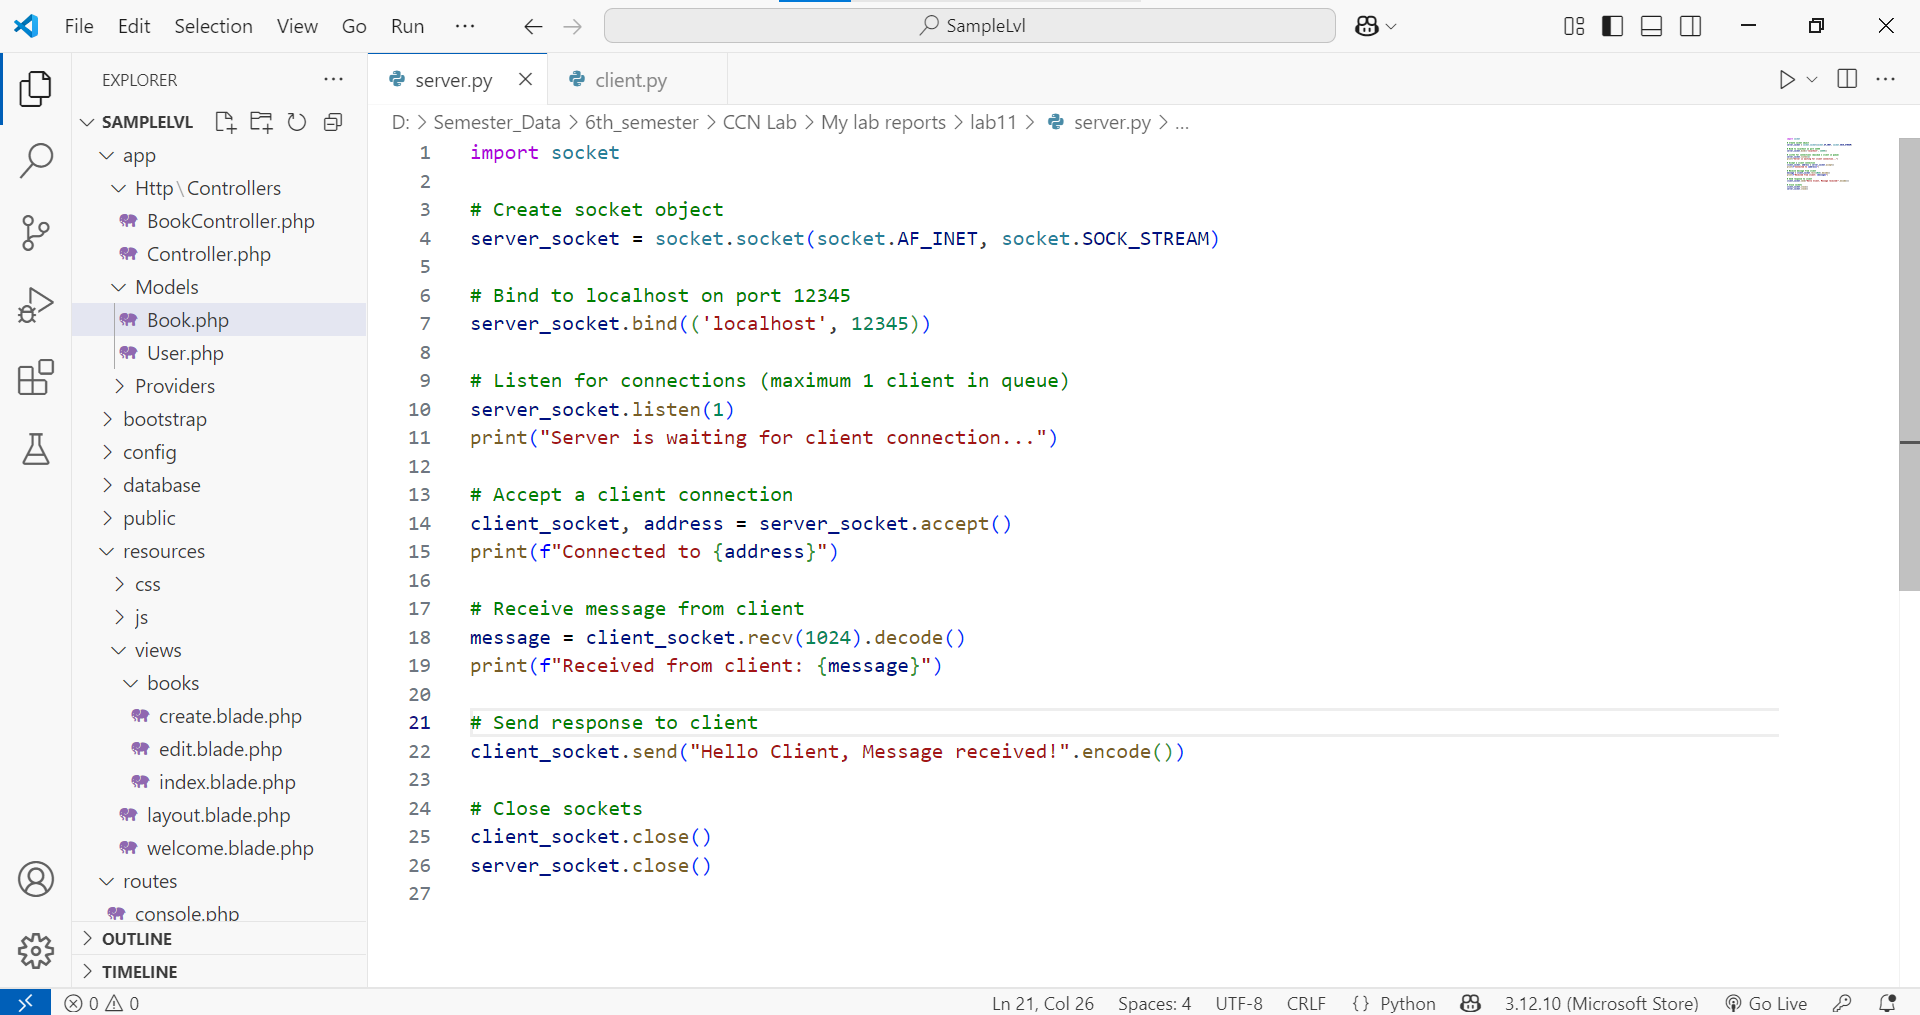 File Edit Selection View Go Run ··· SampleLvl
EXPLORER ···
SAMPLELVL
app
Http\Controllers
BookController.php
Controller.php
Models
Book.php
User.php
Providers
bootstrap
config
database
public
resources
css
js
views
books
create.blade.php
edit.blade.php
index.blade.php
layout.blade.php
welcome.blade.php
routes
console.php
OUTLINE
TIMELINE
server.py client.py
D: > Semester_Data > 6th_semester > CCN Lab > My lab reports > lab11 > server.py > ...
1 import socket
2
3 # Create socket object
4 server_socket = socket.socket(socket.AF_INET, socket.SOCK_STREAM)
5
6 # Bind to localhost on port 12345
7 server_socket.bind(('localhost', 12345))
8
9 # Listen for connections (maximum 1 client in queue)
10 server_socket.listen(1)
11 print("Server is waiting for client connection...")
12
13 # Accept a client connection
14 client_socket, address = server_socket.accept()
15 print(f"Connected to {address}")
16
17 # Receive message from client
18 message = client_socket.recv(1024).decode()
19 print(f"Received from client: {message}")
20
21 # Send response to client
22 client_socket.send("Hello Client, Message received!".encode())
23
24 # Close sockets
25 client_socket.close()
26 server_socket.close()
27
0 0 Ln 21, Col 26 Spaces: 4 UTF-8 CRLF {} Python 3.12.10 (Microsoft Store) Go Live